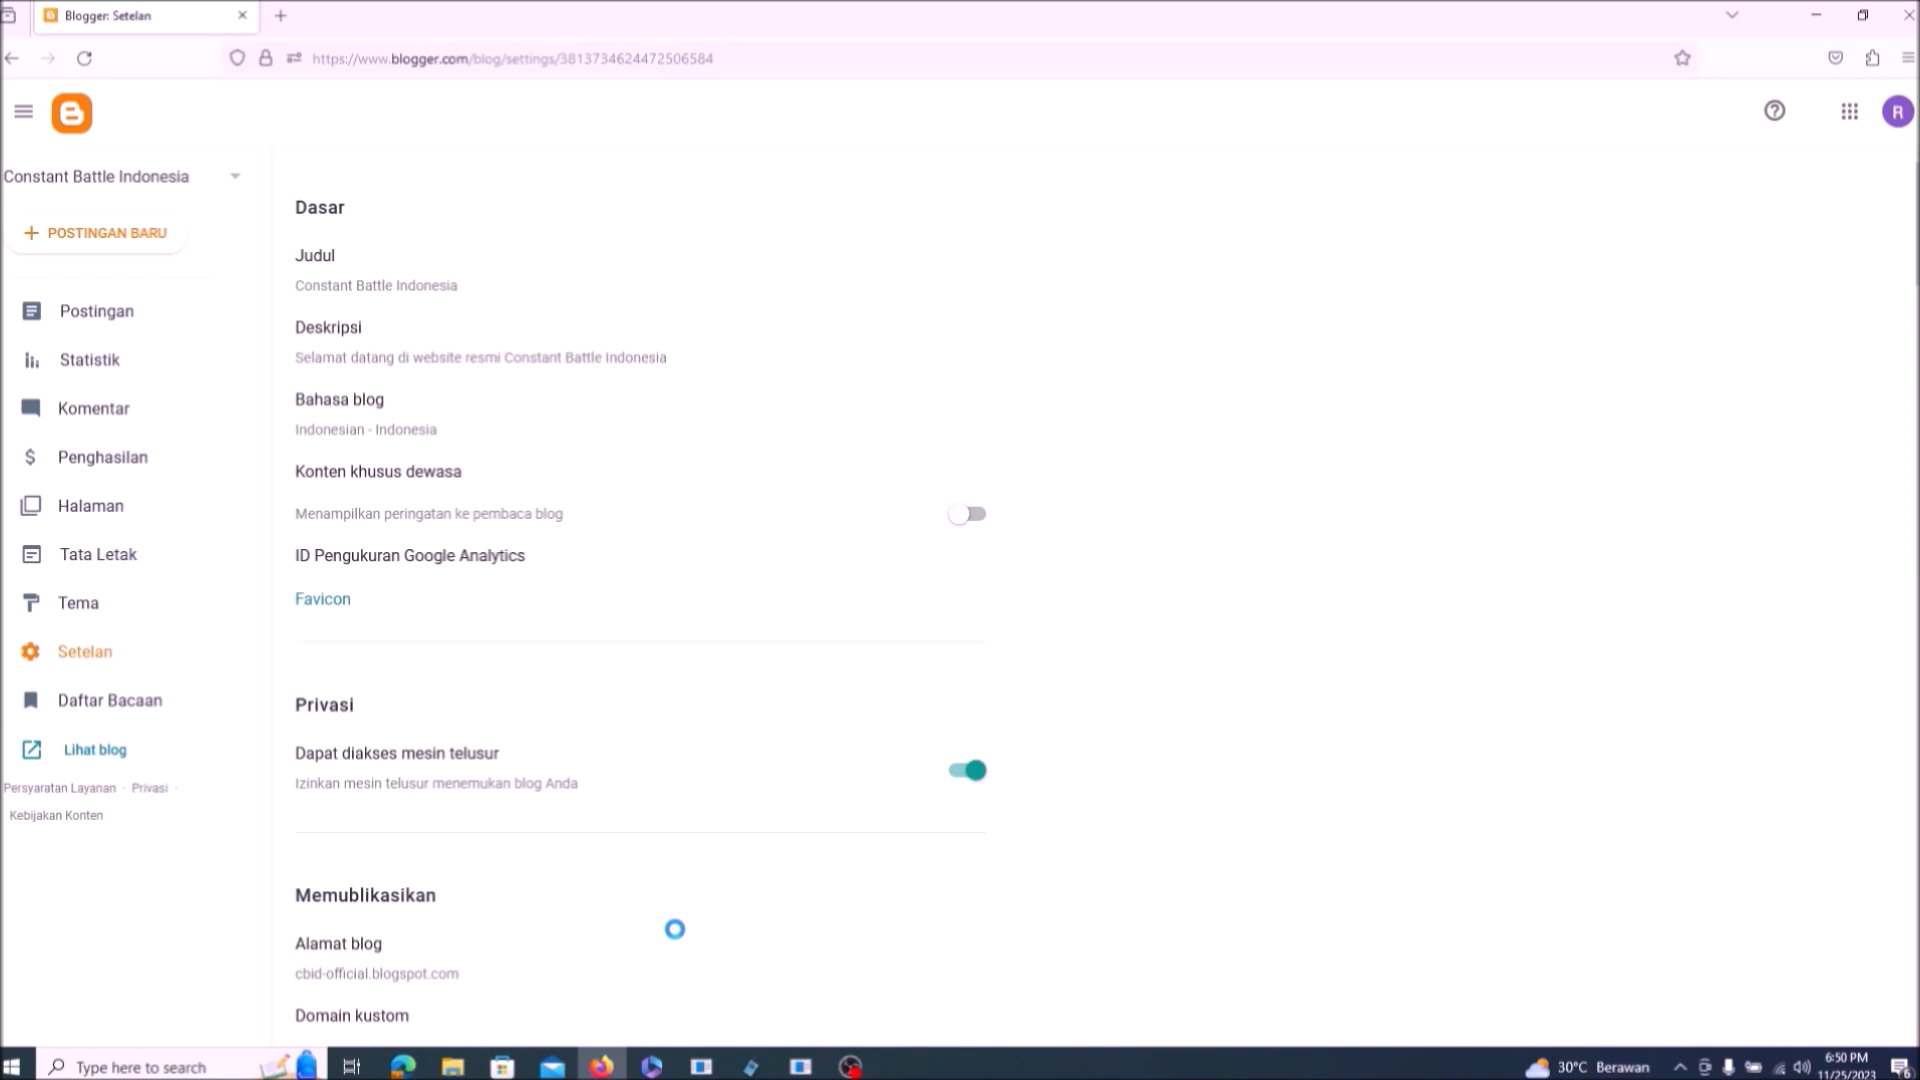 Blogger: Setelan
https://www.blogger.com/blog/settings/3813734624472506584
R
Constant Battle Indonesia
POSTINGAN BARU
Postingan
Statistik
Komentar
Penghasilan
Halaman
Tata Letak
Tema
Setelan
Daftar Bacaan
Lihat blog
Persyaratan Layanan · Privasi ·
Kebijakan Konten
Dasar
Judul
Constant Battle Indonesia
Deskripsi
Selamat datang di website resmi Constant Battle Indonesia
Bahasa blog
Indonesian - Indonesia
Konten khusus dewasa
Menampilkan peringatan ke pembaca blog
ID Pengukuran Google Analytics
Favicon
Privasi
Dapat diakses mesin telusur
Izinkan mesin telusur menemukan blog Anda
Memublikasikan
Alamat blog
cbid-official.blogspot.com
Domain kustom
Type here to search
30°C Berawan
6:50 PM
11/25/2023
6